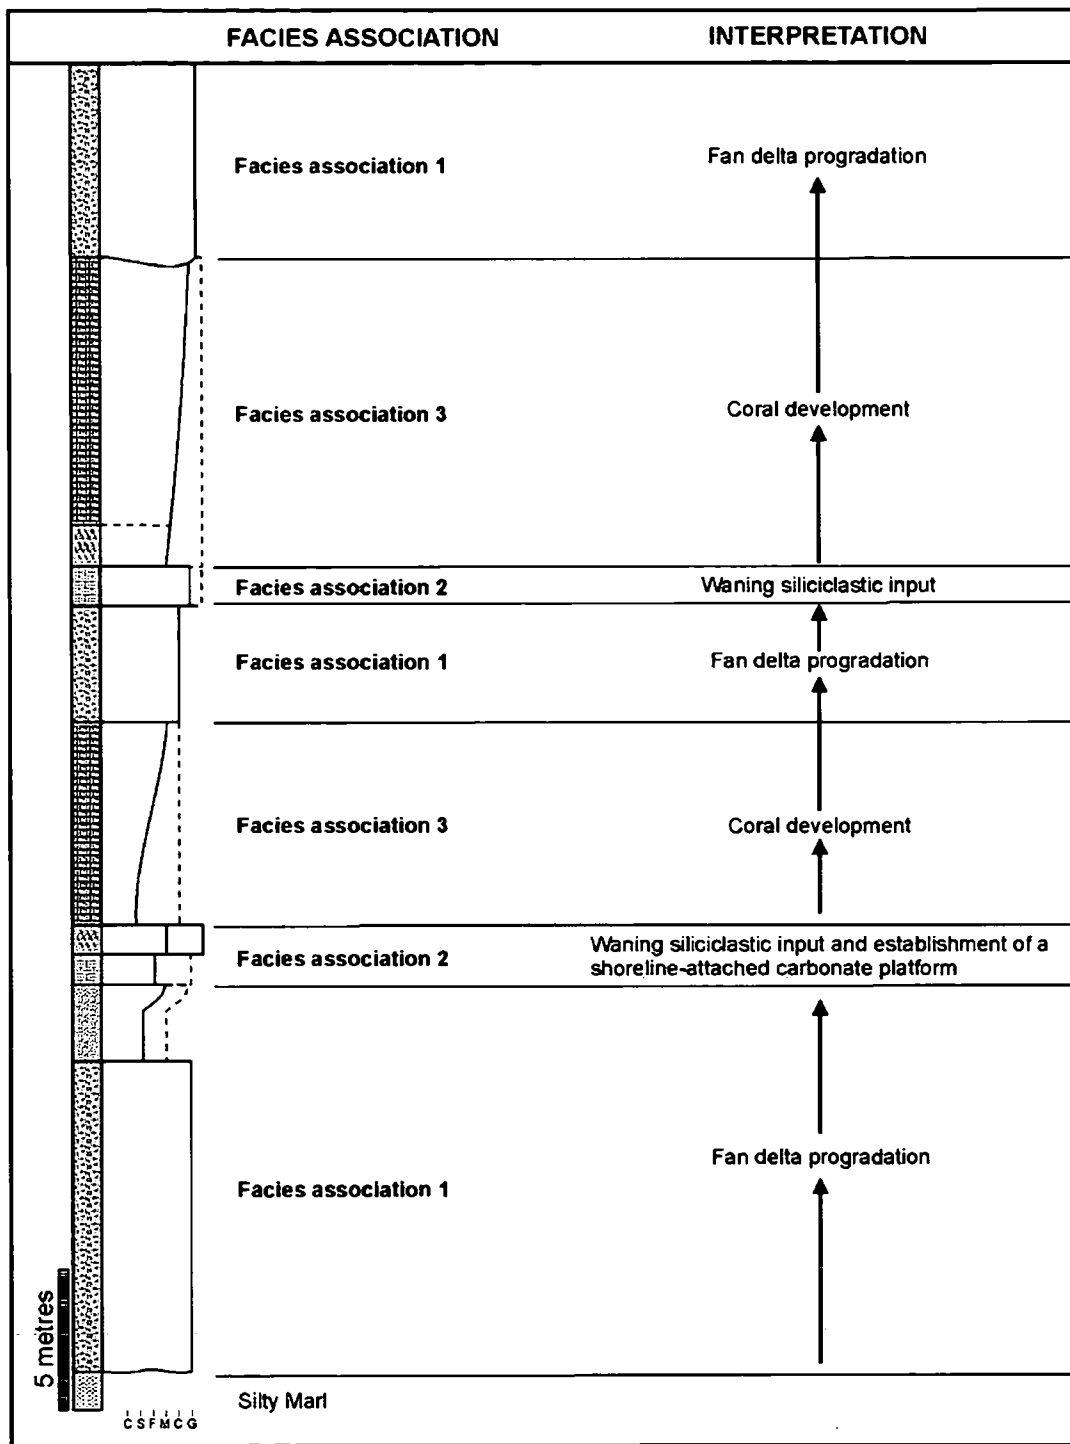 FACIES ASSOCIATION INTERPRETATION
Facies association 1 Fan delta progradation
Facies association 3 Coral development
Facies association 2 Waning siliciclastic input
Facies association 1 Fan delta progradation
Facies association 3 Coral development
Facies association 2 Waning siliciclastic input and establishment of a
shoreline-attached carbonate platform
Facies association 1 Fan delta progradation
5 metres
Silty Marl
C S F M C G